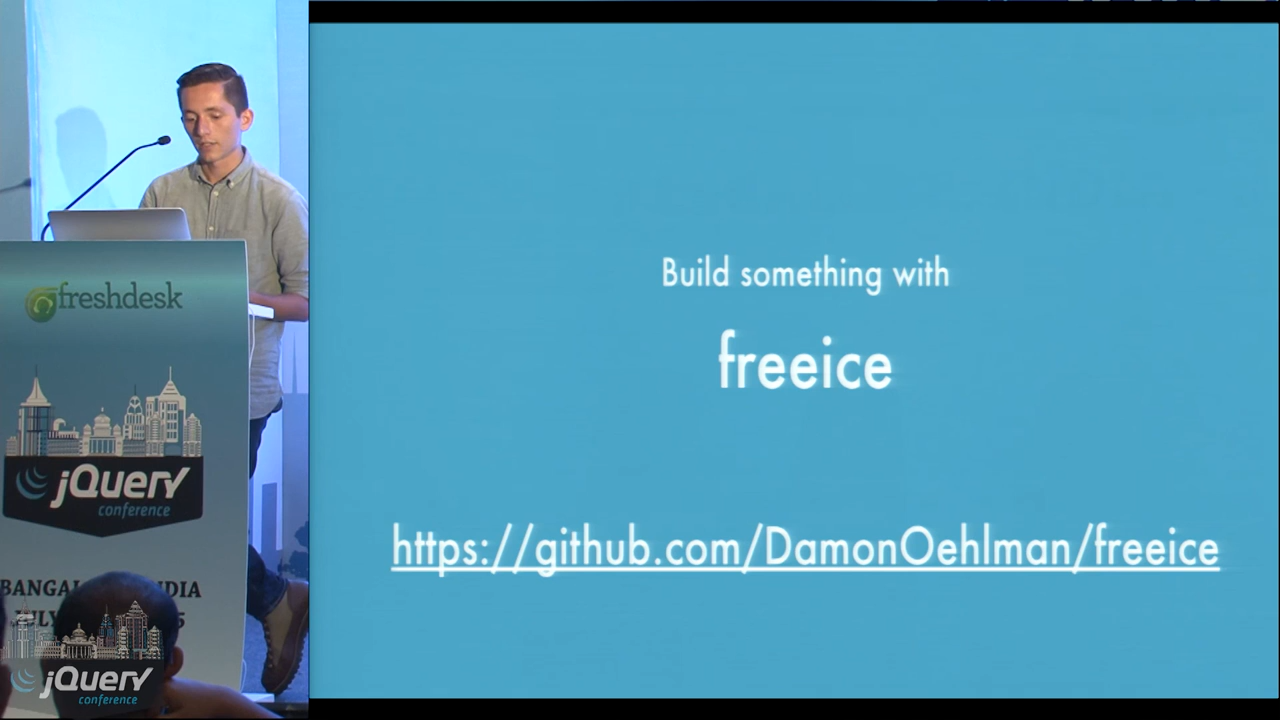 Build something with
freeice
https://github.com/DamonOehlman/freeice
freshdesk
jQuery
conference
jQuery
conference